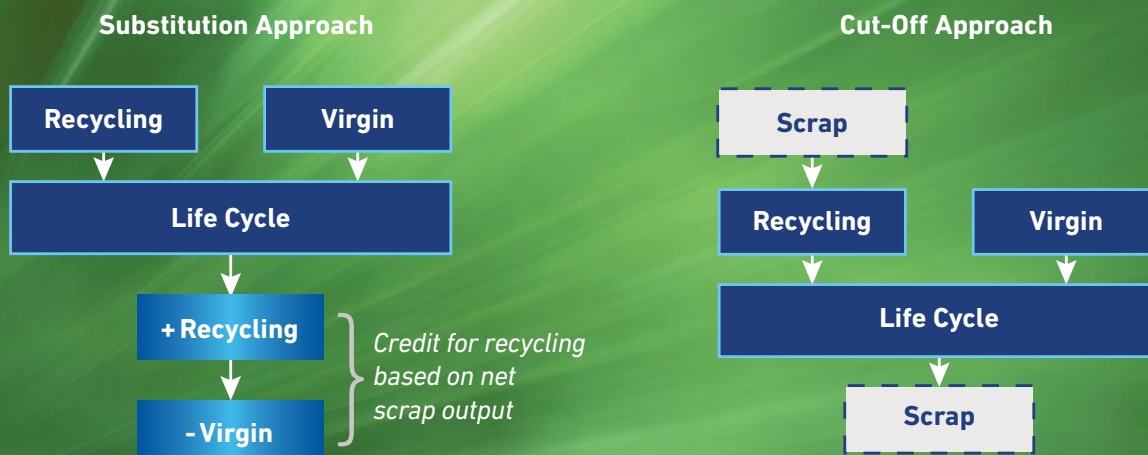 Substitution Approach
Recycling
Virgin
Life Cycle
+ Recycling
- Virgin
Credit for recycling
based on net
scrap output
Cut-Off Approach
Scrap
Recycling
Virgin
Life Cycle
Scrap